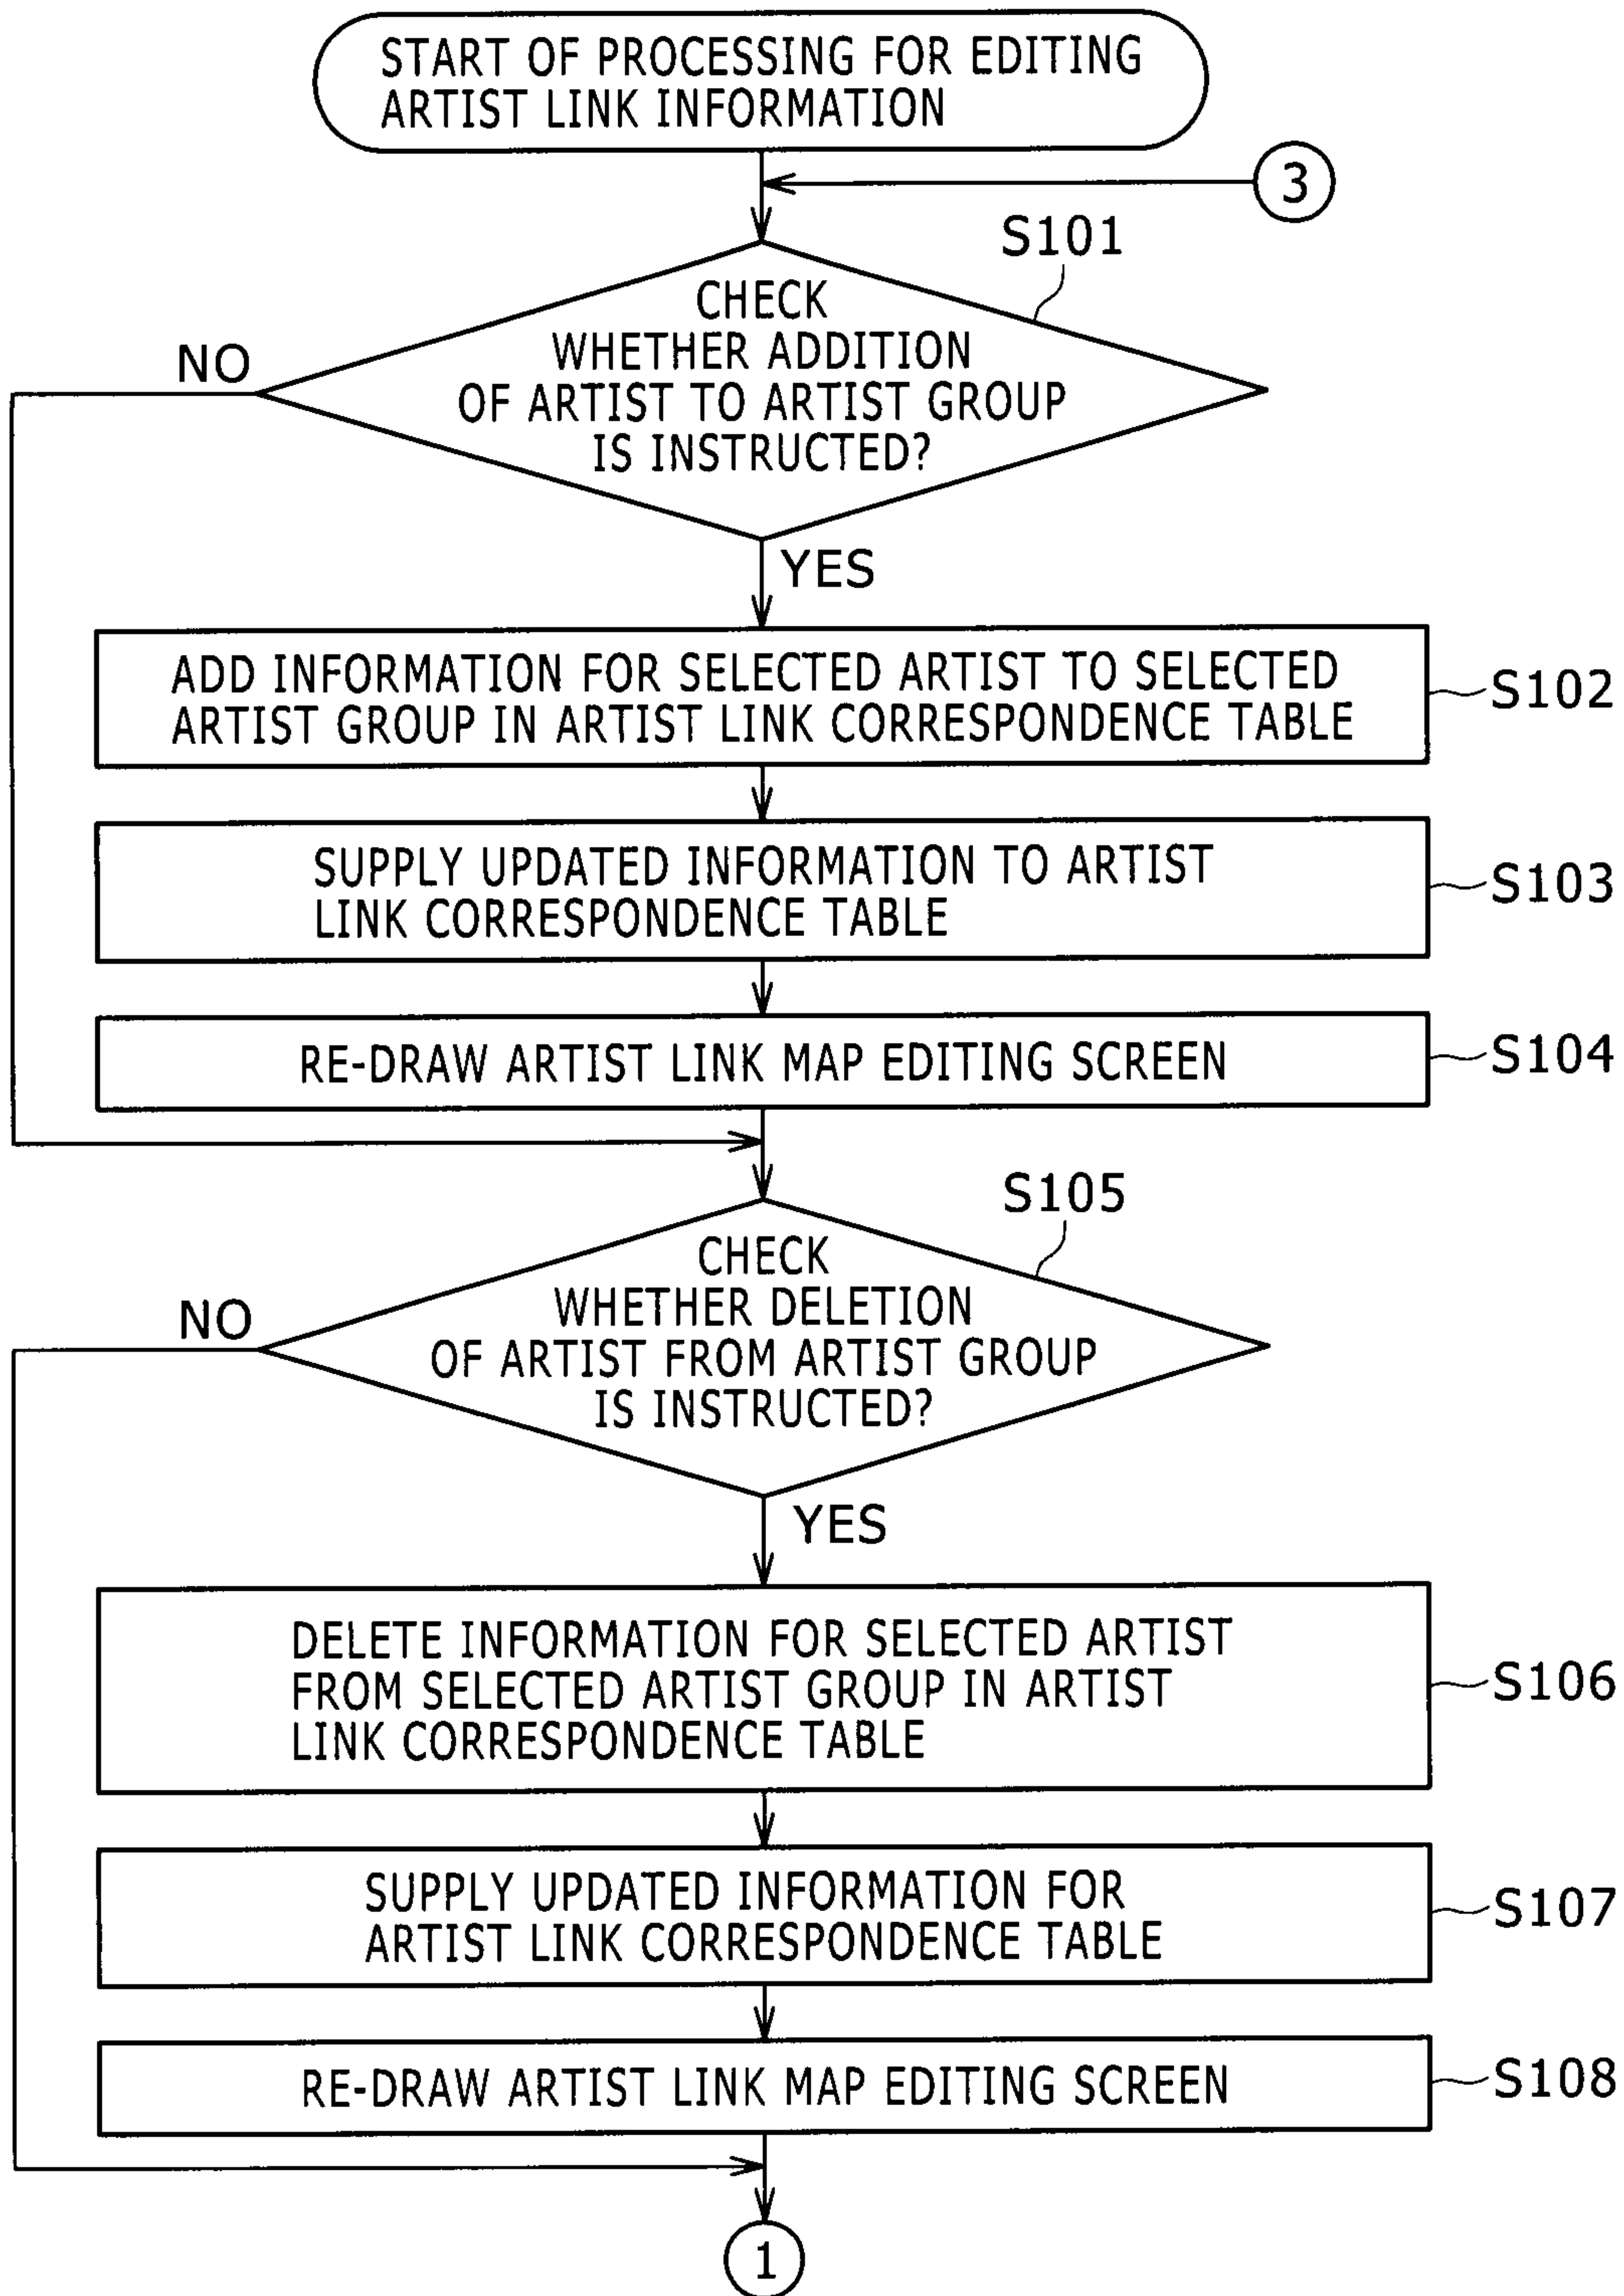 START OF PROCESSING FOR EDITING
ARTIST LINK INFORMATION
3
S101
CHECK
WHETHER ADDITION
OF ARTIST TO ARTIST GROUP
IS INSTRUCTED?
NO
YES
ADD INFORMATION FOR SELECTED ARTIST TO SELECTED
ARTIST GROUP IN ARTIST LINK CORRESPONDENCE TABLE
S102
SUPPLY UPDATED INFORMATION TO ARTIST
LINK CORRESPONDENCE TABLE
S103
RE-DRAW ARTIST LINK MAP EDITING SCREEN
S104
S105
CHECK
WHETHER DELETION
OF ARTIST FROM ARTIST GROUP
IS INSTRUCTED?
NO
YES
DELETE INFORMATION FOR SELECTED ARTIST
FROM SELECTED ARTIST GROUP IN ARTIST
LINK CORRESPONDENCE TABLE
S106
SUPPLY UPDATED INFORMATION FOR
ARTIST LINK CORRESPONDENCE TABLE
S107
RE-DRAW ARTIST LINK MAP EDITING SCREEN
S108
1